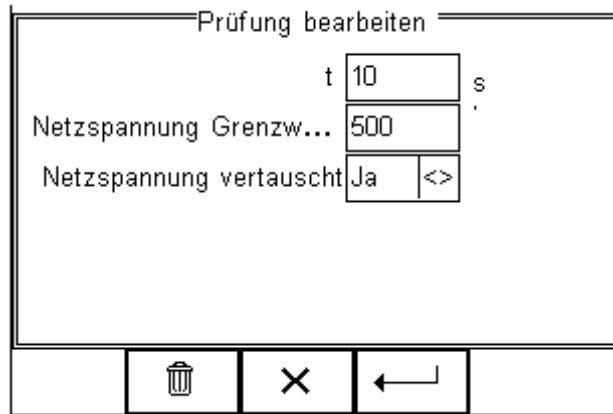 Prüfung bearbeiten
t 10 s
Netzspannung Grenzw... 500
Netzspannung vertauscht Ja <>